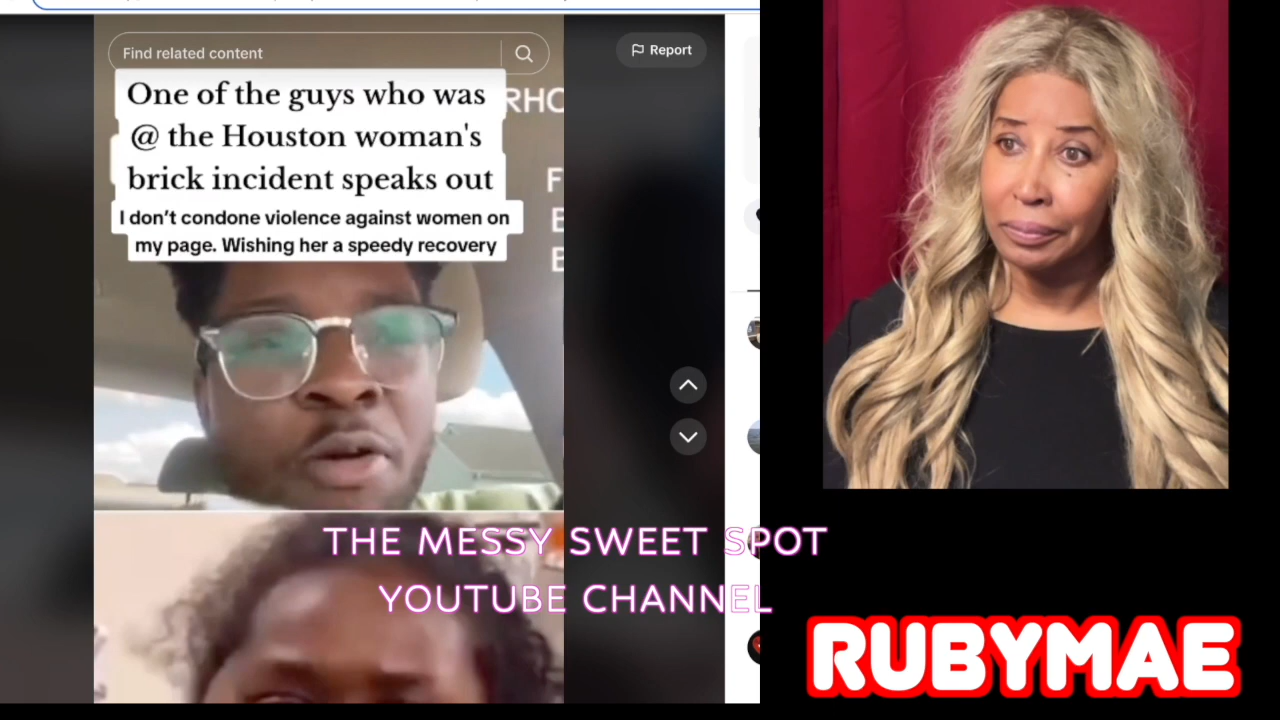 Find related content
Report
One of the guys who was
@ the Houston woman's
brick incident speaks out
I don't condone violence against women on
my page. Wishing her a speedy recovery
RHO
F
E
E
THE MESSY SWEET SPOT
YOUTUBE CHANNEL
RUBYMAE